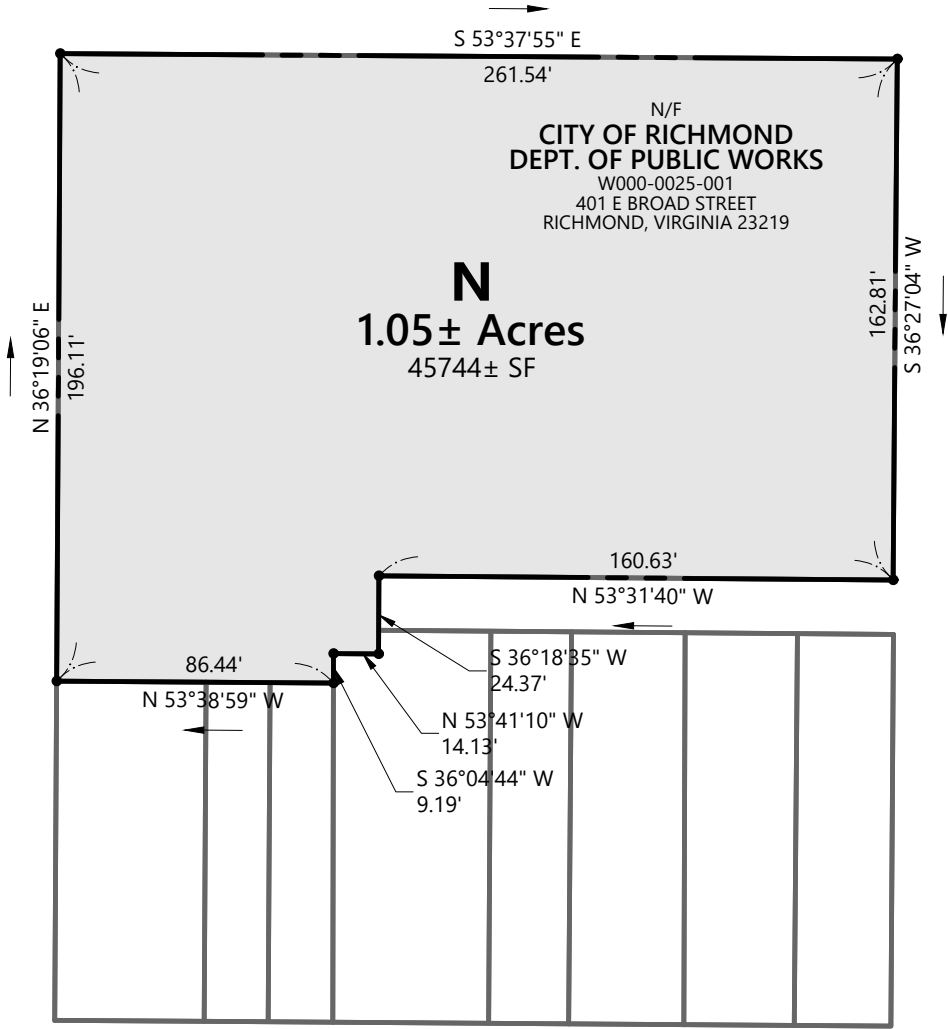 S 53°37'55" E
261.54'
N/F
CITY OF RICHMOND
DEPT. OF PUBLIC WORKS
W000-0025-001
401 E BROAD STREET
RICHMOND, VIRGINIA 23219
N
1.05± Acres
45744± SF
N 36°19'06" E
196.11'
162.81'
S 36°27'04" W
160.63'
N 53°31'40" W
S 36°18'35" W
24.37'
86.44'
N 53°38'59" W
N 53°41'10" W
14.13'
S 36°04'44" W
9.19'